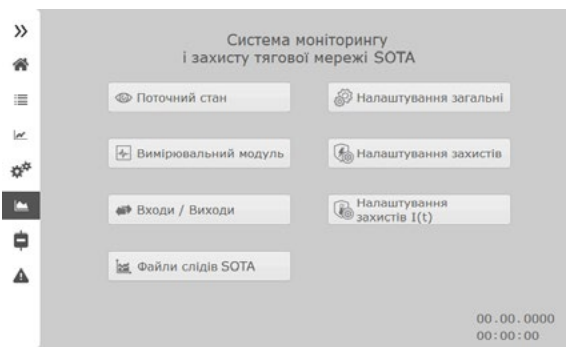 Система моніторингу
і захисту тягової мережі SOTA
Поточний стан
Налаштування загальні
Вимірювальний модуль
Налаштування захистів
Входи / Виходи
Налаштування
захистів I(t)
Файли слідів SOTA
00.00.0000
00:00:00